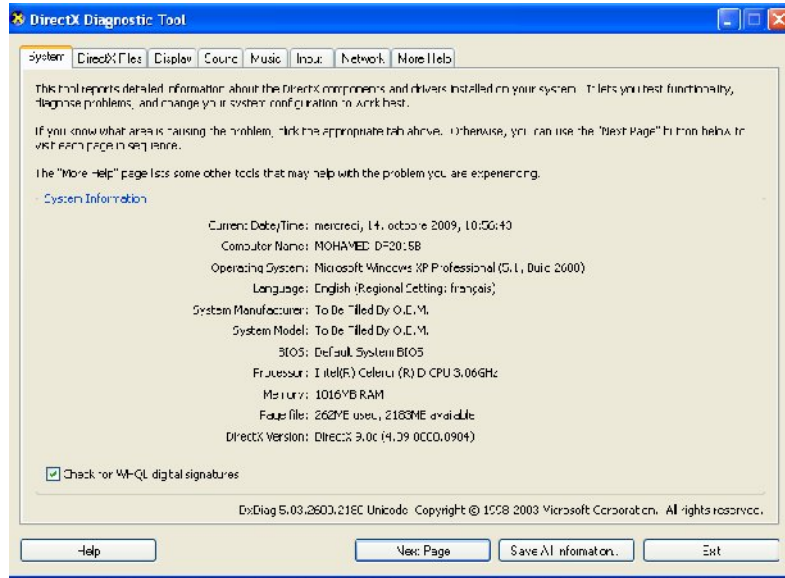 DirectX Diagnostic Tool
System DirectX Files Display Sound Music Input Network More Help
This tool reports detailed information about the DirectX components and drivers installed on your system. It lets you test functionality,
diagnose problems, and change your system configuration to work best.
If you know what area is causing the problem, click the appropriate tab above. Otherwise, you can use the "Next Page" button below to
visit each page in sequence.
The "More Help" page lists some other tools that may help with the problem you are experiencing.
System Information
Current Date/Time: mercredi, 14. octobre 2009, 10:56:43
Computer Name: MOHAMED-DF2015B
Operating System: Microsoft Windows XP Professional (5.1, Build 2600)
Language: English (Regional Setting: français)
System Manufacturer: To Be Filled By O.E.M.
System Model: To Be Filled By O.E.M.
BIOS: Default System BIOS
Processor: Intel(R) Celeron(R) D CPU 3.06GHz
Memory: 1016MB RAM
Page file: 262MB used, 2183MB available
DirectX Version: DirectX 9.0c (4.09.0000.0904)
Check for WHQL digital signatures
DxDiag 5.03.2600.2180 Unicode Copyright © 1998-2003 Microsoft Corporation. All rights reserved.
Help Next Page Save All Information... Exit